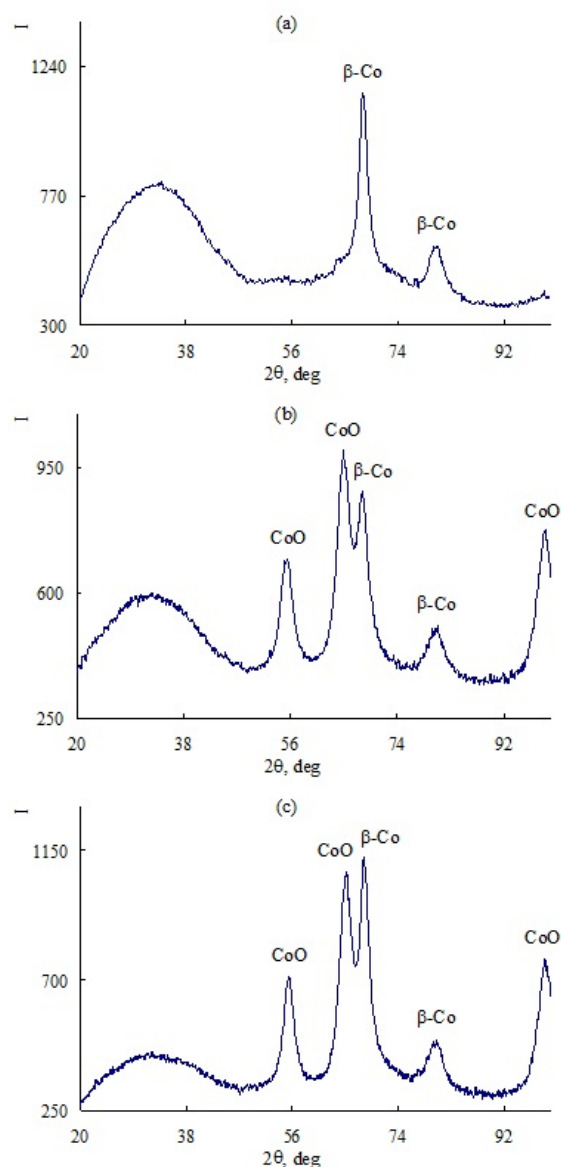 (a)
I
1240
β-Co
770
β-Co
300
20 38 56 74 92
2θ, deg
(b)
I
CoO
950
β-Co
CoO
CoO
600
β-Co
250
20 38 56 74 92
2θ, deg
(c)
I
1150
β-Co
CoO
CoO
CoO
700
β-Co
250
20 38 56 74 92
2θ, deg